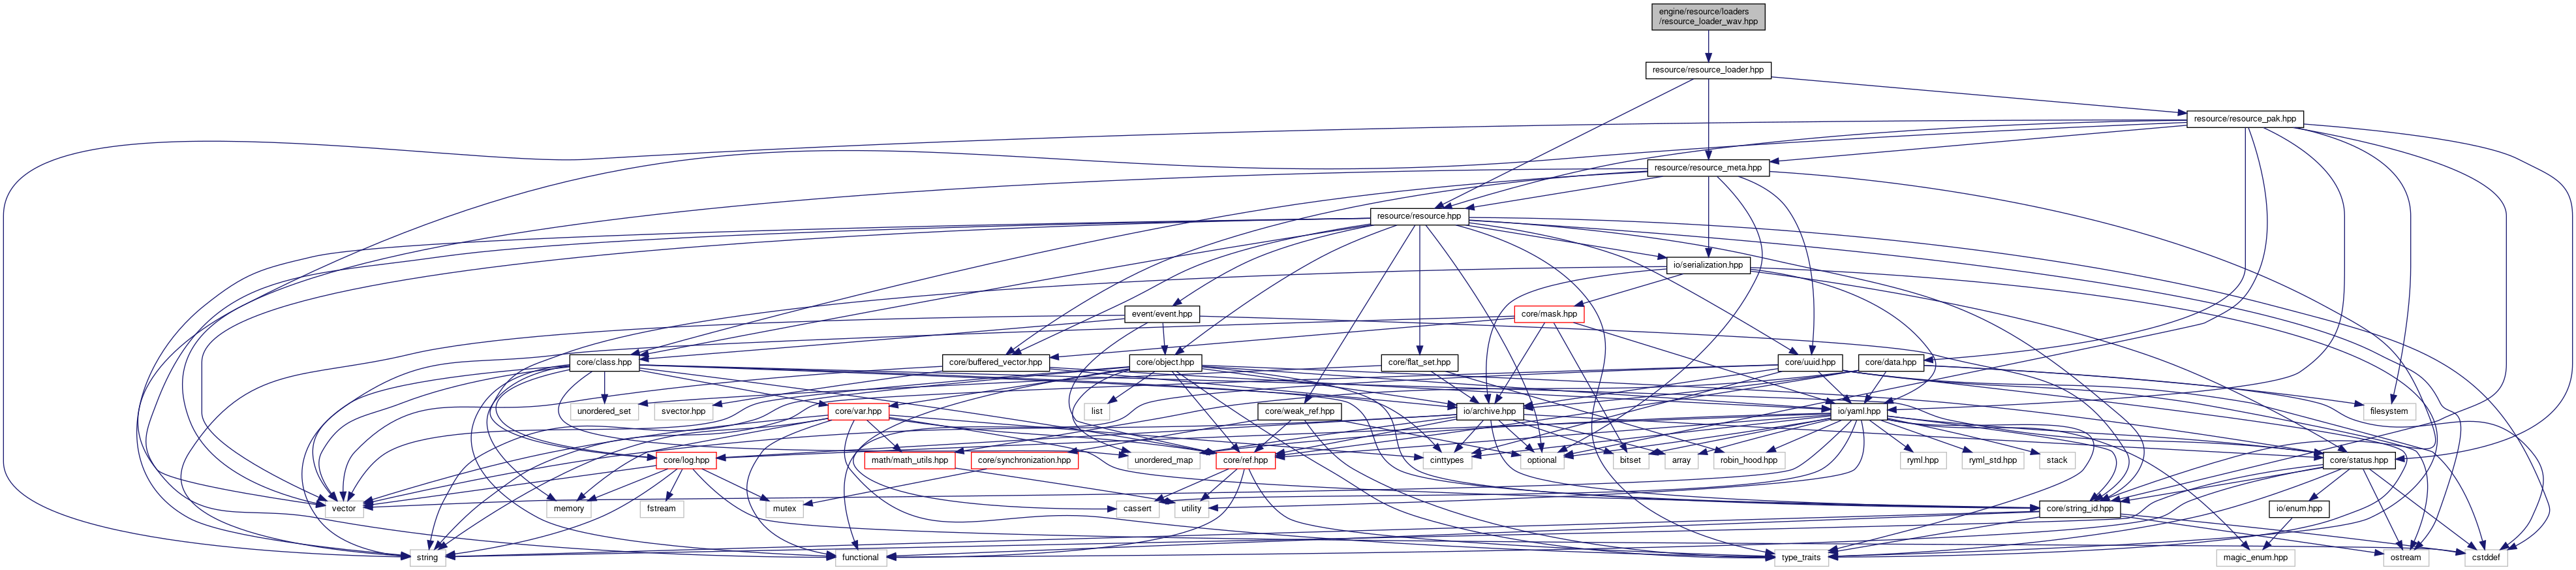 engine/resource/loaders
/resource_loader_wav.hpp
resource/resource_loader.hpp
resource/resource_pak.hpp
resource/resource_meta.hpp
resource/resource.hpp
io/serialization.hpp
event/event.hpp
core/mask.hpp
core/class.hpp
core/buffered_vector.hpp
core/object.hpp
core/flat_set.hpp
core/uuid.hpp
core/data.hpp
unordered_set
svector.hpp
list
core/var.hpp
core/weak_ref.hpp
io/archive.hpp
io/yaml.hpp
filesystem
core/log.hpp
math/math_utils.hpp
core/synchronization.hpp
unordered_map
core/ref.hpp
cinttypes
optional
bitset
array
robin_hood.hpp
ryml.hpp
ryml_std.hpp
stack
core/status.hpp
vector
memory
fstream
mutex
cassert
utility
core/string_id.hpp
io/enum.hpp
string
functional
type_traits
magic_enum.hpp
ostream
cstddef